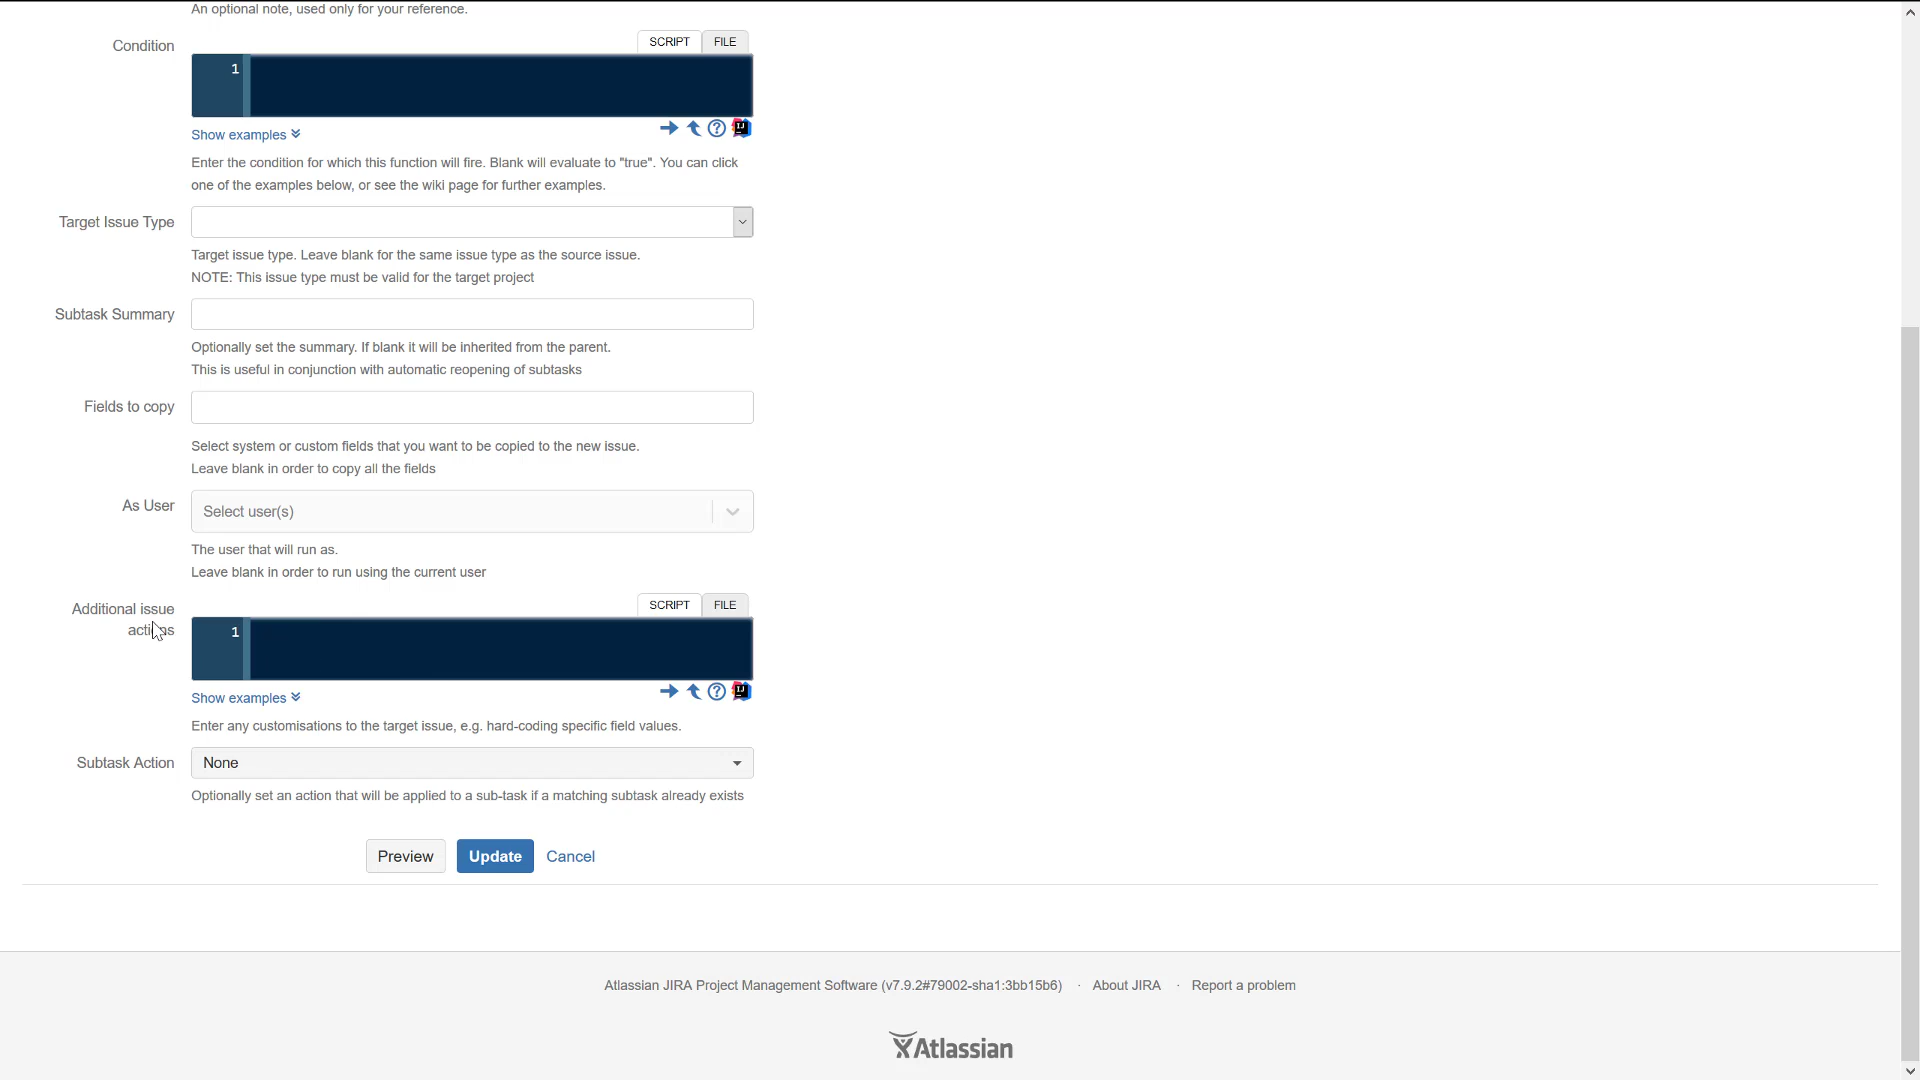 An optional note, used only for your reference.
Condition
SCRIPT FILE
1
Show examples
Enter the condition for which this function will fire. Blank will evaluate to "true". You can click
one of the examples below, or see the wiki page for further examples.
Target Issue Type
Target issue type. Leave blank for the same issue type as the source issue.
NOTE: This issue type must be valid for the target project
Subtask Summary
Optionally set the summary. If blank it will be inherited from the parent.
This is useful in conjunction with automatic reopening of subtasks
Fields to copy
Select system or custom fields that you want to be copied to the new issue.
Leave blank in order to copy all the fields
As User
Select user(s)
The user that will run as.
Leave blank in order to run using the current user
Additional issue
actions
SCRIPT FILE
1
Show examples
Enter any customisations to the target issue, e.g. hard-coding specific field values.
Subtask Action
None
Optionally set an action that will be applied to a sub-task if a matching subtask already exists
Preview Update Cancel
Atlassian JIRA Project Management Software (v7.9.2#79002-sha1:3bb15b6) · About JIRA · Report a problem
Atlassian